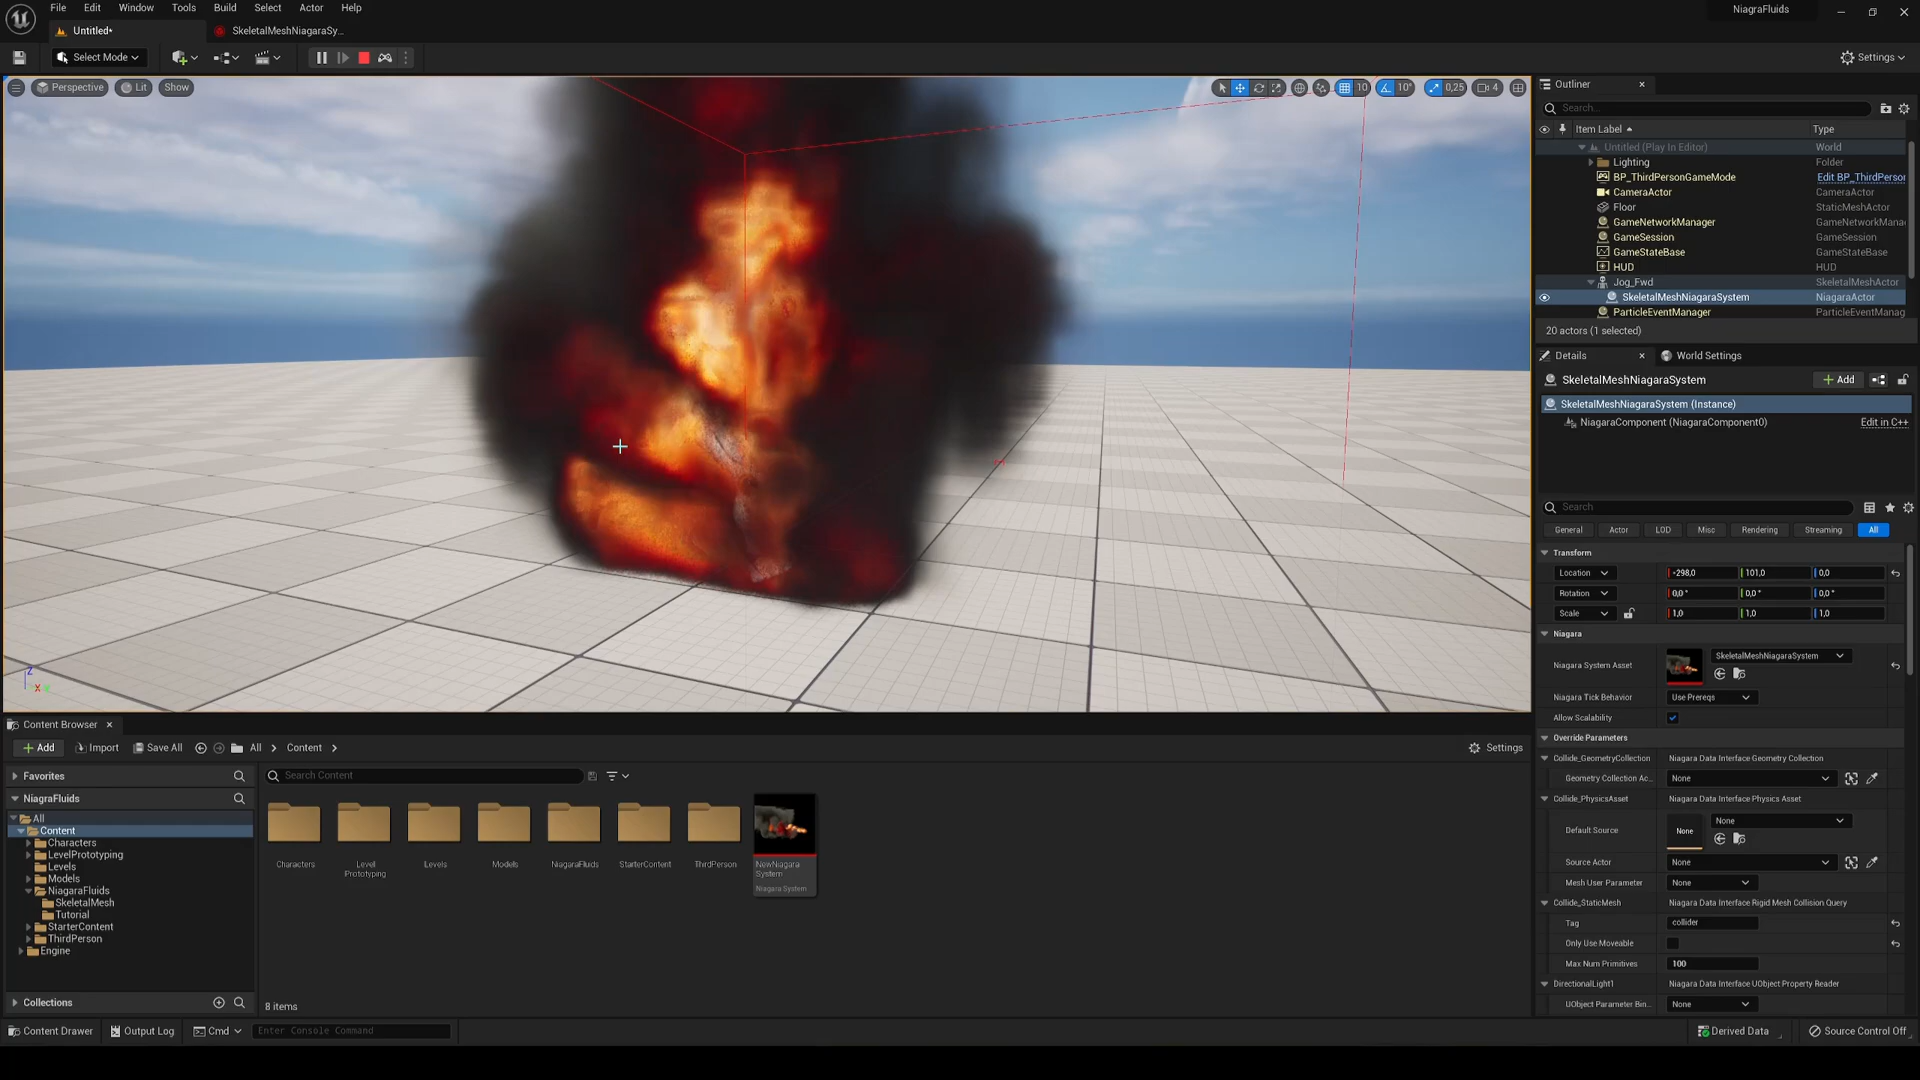 File Edit Window Tools Build Select Actor Help
NiagraFluids
Untitled*
SkeletalMeshNiagaraSy...
Select Mode
Settings
Perspective
Lit
Show
10
10°
0,25
4
Outliner
Search...
Item Label
Type
Untitled (Play In Editor)
World
Lighting
Folder
BP_ThirdPersonGameMode
Edit BP_ThirdPerson
CameraActor
CameraActor
Floor
StaticMeshActor
GameNetworkManager
GameNetworkMana
GameSession
GameSession
GameStateBase
GameStateBase
HUD
HUD
Jog_Fwd
SkeletalMeshActor
SkeletalMeshNiagaraSystem
NiagaraActor
ParticleEventManager
ParticleEventManag
20 actors (1 selected)
Details
World Settings
SkeletalMeshNiagaraSystem
Add
SkeletalMeshNiagaraSystem (Instance)
NiagaraComponent (NiagaraComponent0)
Edit in C++
Search
General
Actor
LOD
Misc
Rendering
Streaming
All
Transform
Location
-298,0
101,0
0,0
Rotation
0,0 °
0,0 °
0,0 °
Scale
1,0
1,0
1,0
Niagara
Niagara System Asset
SkeletalMeshNiagaraSystem
Niagara Tick Behavior
Use Prereqs
Allow Scalability
Override Parameters
Collide_GeometryCollection
Niagara Data Interface Geometry Collection
Geometry Collection Ac...
None
Collide_PhysicsAsset
Niagara Data Interface Physics Asset
Default Source
None
None
Source Actor
None
Mesh User Parameter
None
Collide_StaticMesh
Niagara Data Interface Rigid Mesh Collision Query
Tag
collider
Only Use Moveable
Max Num Primitives
100
DirectionalLight1
Niagara Data Interface UObject Property Reader
UObject Parameter Bin...
None
Z
X
Y
Content Browser
Add
Import
Save All
All
Content
Settings
Favorites
Search Content
NiagraFluids
All
Content
Characters
LevelPrototyping
Levels
Models
NiagaraFluids
SkeletalMesh
Tutorial
StarterContent
ThirdPerson
Engine
Collections
Characters
Level
Prototyping
Levels
Models
NiagaraFluids
StarterContent
ThirdPerson
NewNiagara
System
Niagara System
8 items
Content Drawer
Output Log
Cmd
Enter Console Command
Derived Data
Source Control Off